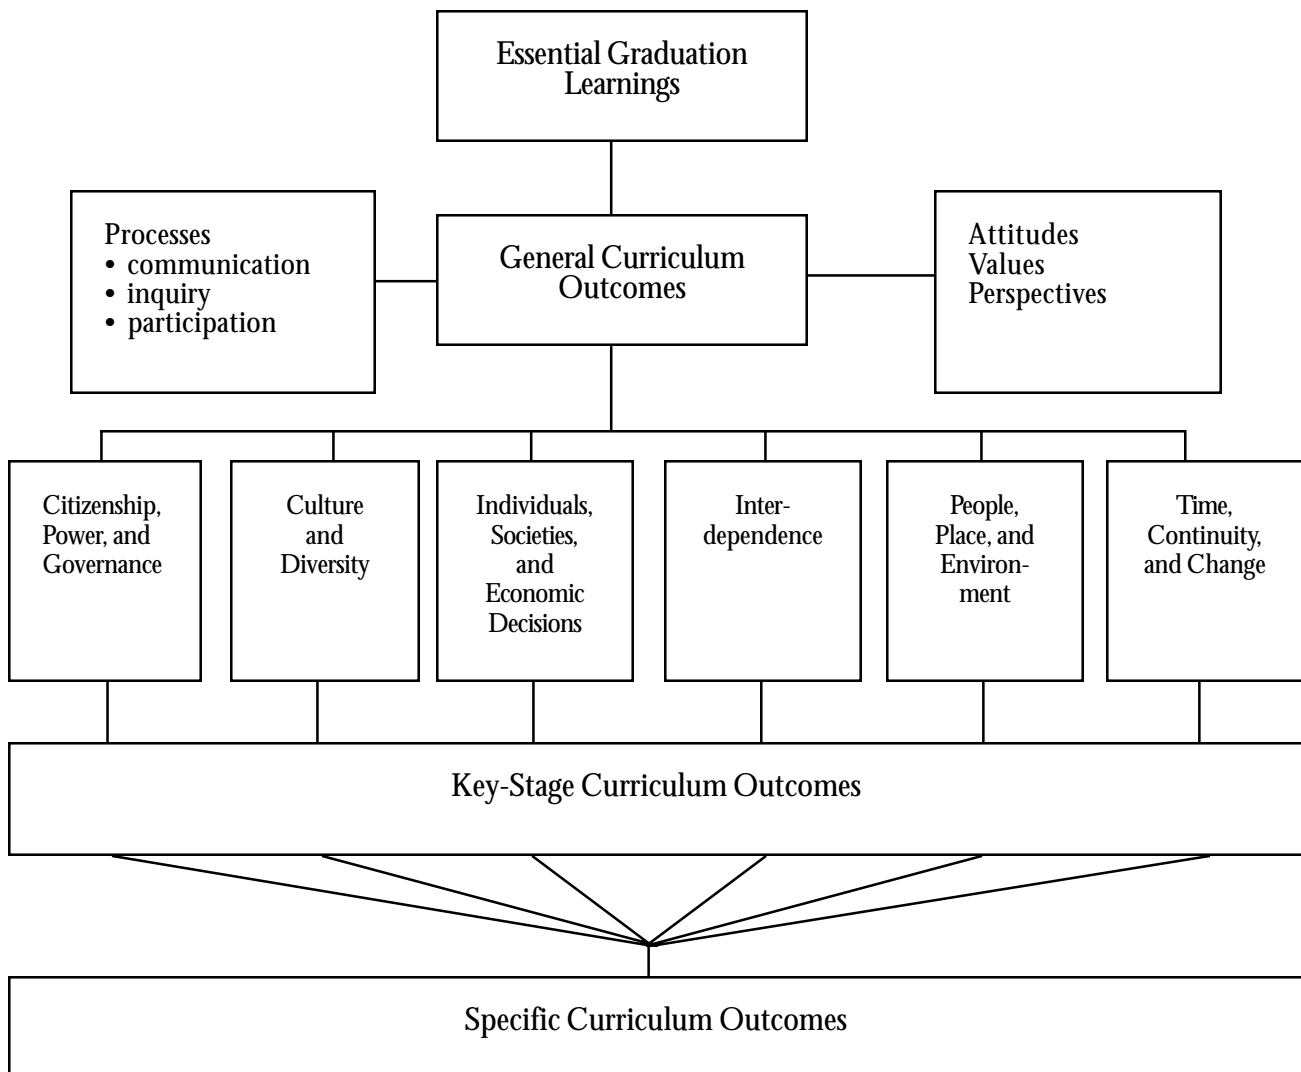 Essential Graduation
Learnings
Processes
• communication
• inquiry
• participation
General Curriculum
Outcomes
Attitudes
Values
Perspectives
Citizenship,
Power, and
Governance
Culture
and
Diversity
Individuals,
Societies,
and
Economic
Decisions
Inter-
dependence
People,
Place, and
Environ-
ment
Time,
Continuity,
and Change
Key-Stage Curriculum Outcomes
Specific Curriculum Outcomes